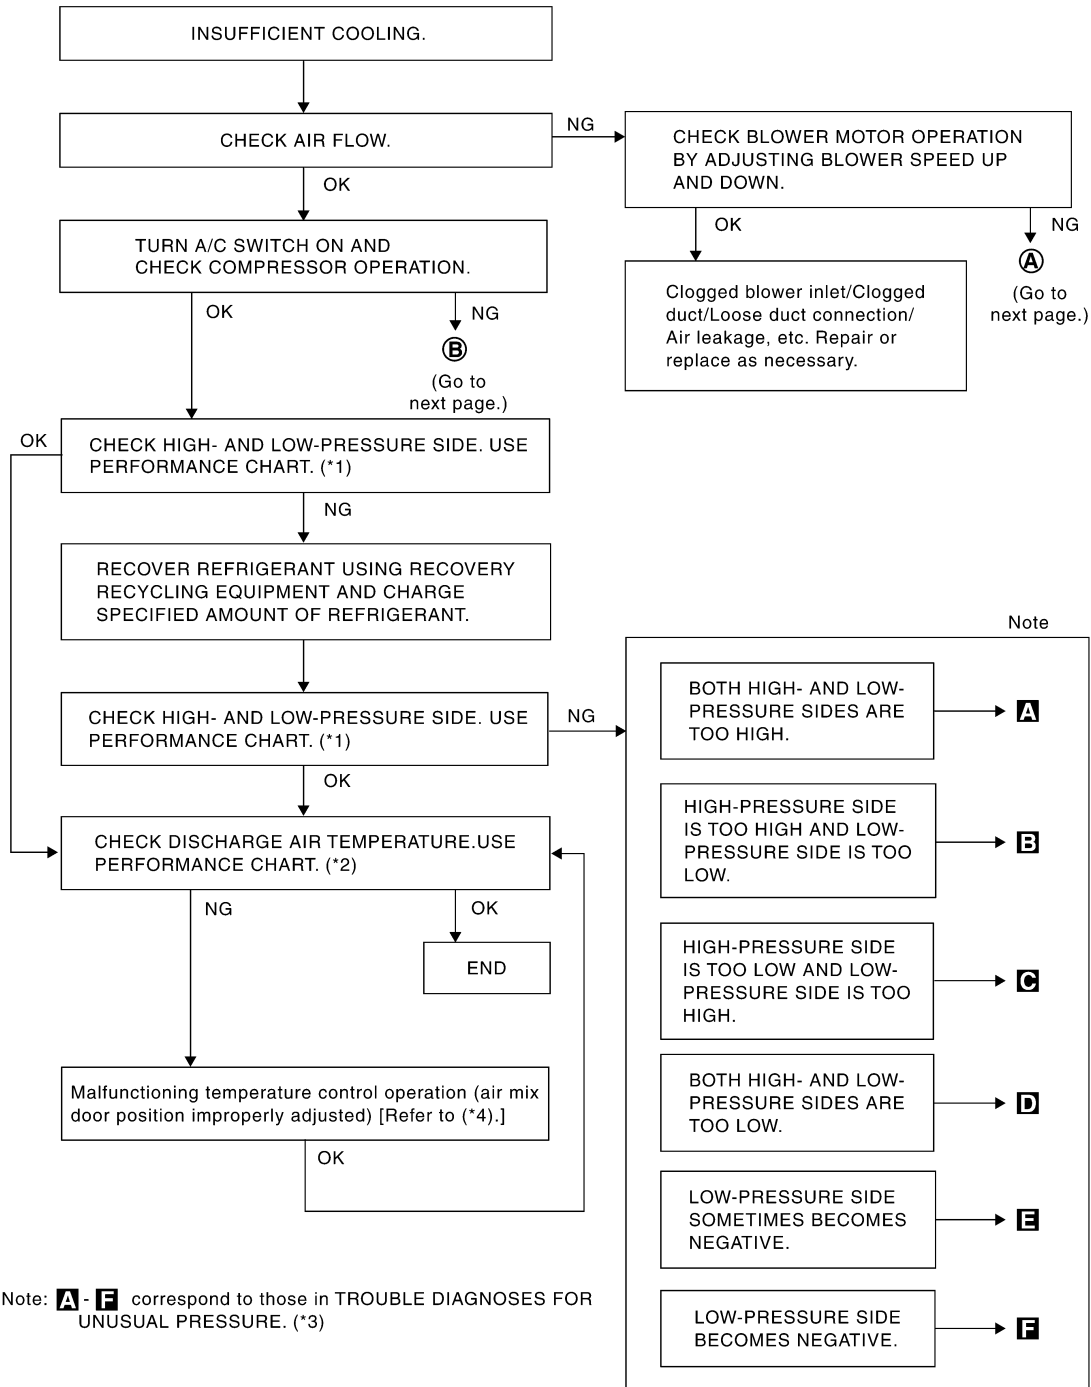 INSUFFICIENT COOLING.
CHECK AIR FLOW.
NG
CHECK BLOWER MOTOR OPERATION
BY ADJUSTING BLOWER SPEED UP
AND DOWN.
OK
OK
NG
TURN A/C SWITCH ON AND
CHECK COMPRESSOR OPERATION.
A
(Go to
next page.)
Clogged blower inlet/Clogged
duct/Loose duct connection/
Air leakage, etc. Repair or
replace as necessary.
OK
NG
B
(Go to
next page.)
OK
CHECK HIGH- AND LOW-PRESSURE SIDE. USE
PERFORMANCE CHART. (*1)
NG
RECOVER REFRIGERANT USING RECOVERY
RECYCLING EQUIPMENT AND CHARGE
SPECIFIED AMOUNT OF REFRIGERANT.
CHECK HIGH- AND LOW-PRESSURE SIDE. USE
PERFORMANCE CHART. (*1)
NG
OK
CHECK DISCHARGE AIR TEMPERATURE.USE
PERFORMANCE CHART. (*2)
NG
OK
END
Malfunctioning temperature control operation (air mix
door position improperly adjusted) [Refer to (*4).]
OK
Note
BOTH HIGH- AND LOW-
PRESSURE SIDES ARE
TOO HIGH.
A
HIGH-PRESSURE SIDE
IS TOO HIGH AND LOW-
PRESSURE SIDE IS TOO
LOW.
B
HIGH-PRESSURE SIDE
IS TOO LOW AND LOW-
PRESSURE SIDE IS TOO
HIGH.
C
BOTH HIGH- AND LOW-
PRESSURE SIDES ARE
TOO LOW.
D
LOW-PRESSURE SIDE
SOMETIMES BECOMES
NEGATIVE.
E
LOW-PRESSURE SIDE
BECOMES NEGATIVE.
F
Note: A - F correspond to those in TROUBLE DIAGNOSES FOR
UNUSUAL PRESSURE. (*3)